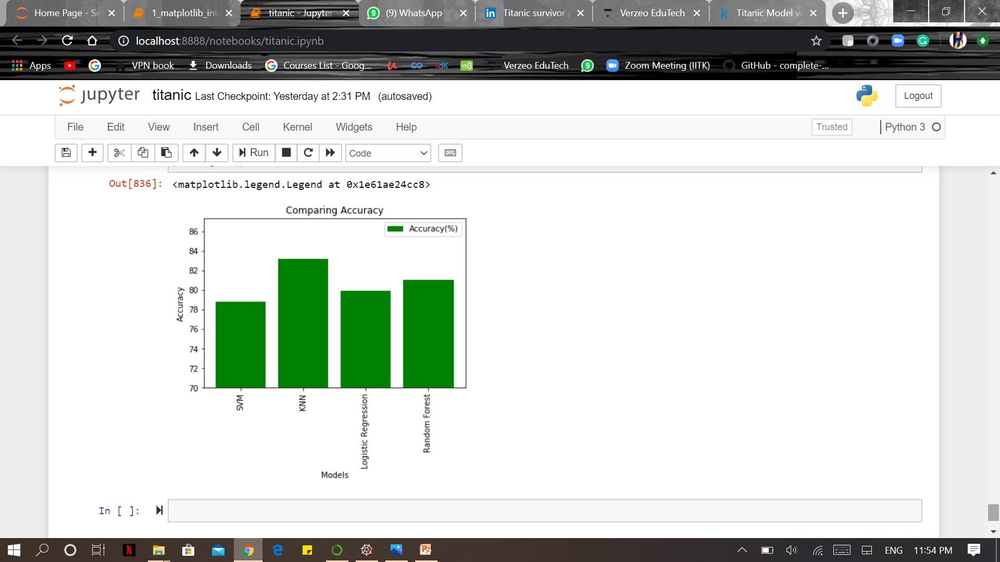 Home Page - Se
1_matplotlib_int
titanic - Jupyter
(9) WhatsApp
Titanic survivor
Verzeo EduTech
Titanic Model w
localhost:8888/notebooks/titanic.ipynb
Apps
VPN book
Downloads
Courses List - Goog...
Verzeo EduTech
9
Zoom Meeting (IITK)
GitHub - complete-...
jupyter
titanic Last Checkpoint: Yesterday at 2:31 PM (autosaved)
Logout
File
Edit
View
Insert
Cell
Kernel
Widgets
Help
Trusted
Python 3
Run
Code
Out[836]: <matplotlib.legend.Legend at 0x1e61ae24cc8>
Comparing Accuracy
Accuracy(%)
86
84
82
80
78
76
74
72
70
Accuracy
SVM
KNN
Logistic Regression
Random Forest
Models
In [ ]:
ENG
11:54 PM